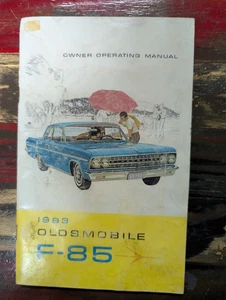 OWNER OPERATING MANUAL
1963
OLDSMOBILE
F-85